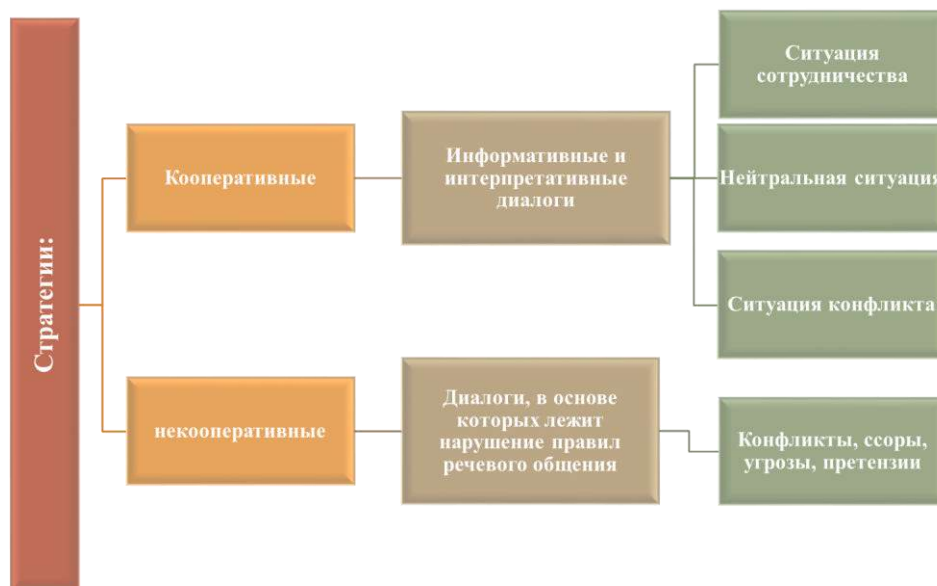 Стратегии:
Кооперативные
Информативные и
интерпретативные
диалоги
Ситуация
сотрудничества
Нейтральная ситуация
Ситуация конфликта
некооперативные
Диалоги, в основе
которых лежит
нарушение правил
речевого общения
Конфликты, ссоры,
угрозы, претензии